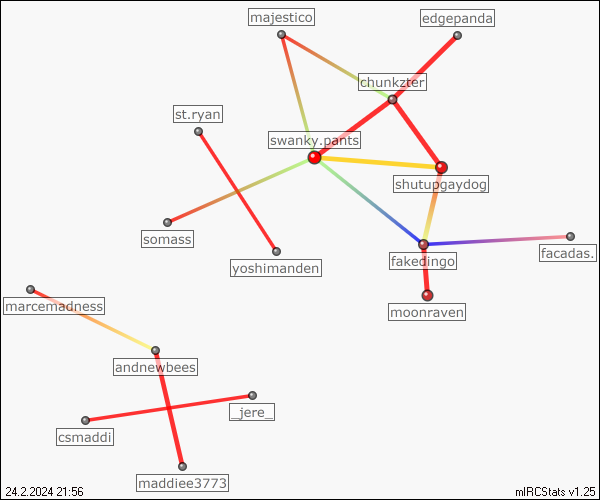 majestico
edgepanda
chunkzter
st.ryan
swanky.pants
shutupgaydog
somass
yoshimanden
fakedingo
facadas.
marcemadness
moonraven
andnewbees
_jere_
csmaddi
maddiee3773
24.2.2024 21:56
mIRCStats v1.25